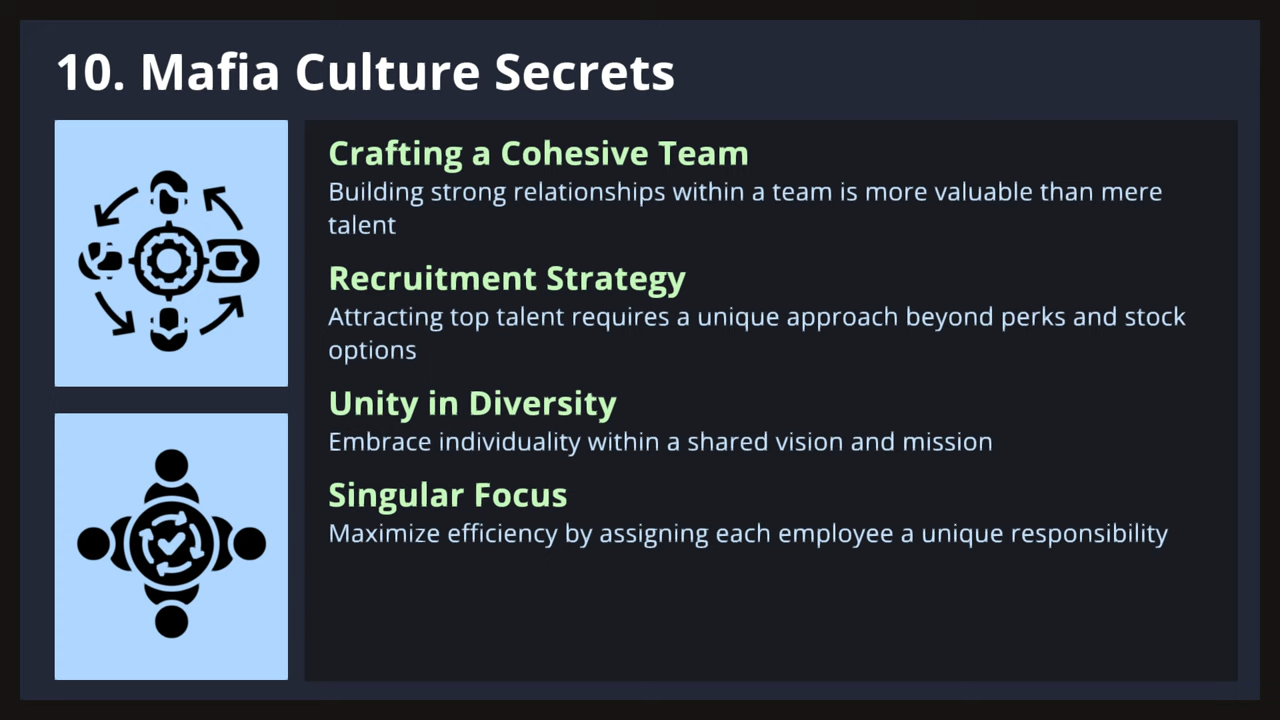 10. Mafia Culture Secrets
Crafting a Cohesive Team
Building strong relationships within a team is more valuable than mere
talent
Recruitment Strategy
Attracting top talent requires a unique approach beyond perks and stock
options
Unity in Diversity
Embrace individuality within a shared vision and mission
Singular Focus
Maximize efficiency by assigning each employee a unique responsibility